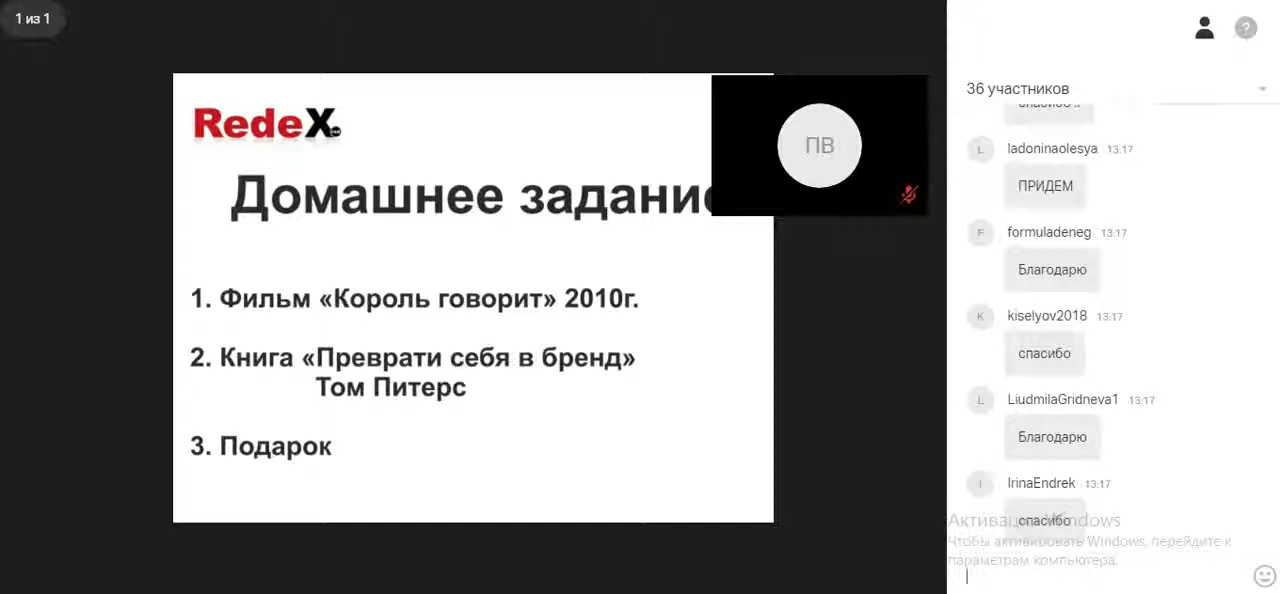 1 из 1
RedeX
Домашнее задание
1. Фильм «Король говорит» 2010г.
2. Книга «Преврати себя в бренд»
Том Питерс
3. Подарок
ПВ
?
36 участников
спасибо ..
L ladoninaolesya 13:17
ПРИДЕМ
F formuladeneg 13:17
Благодарю
K kiselyov2018 13:17
спасибо
L LiudmilaGridneva1 13:17
Благодарю
I IrinaEndrek 13:17
спасибо
Активация Windows
Чтобы активировать Windows, перейдите к
параметрам компьютера.